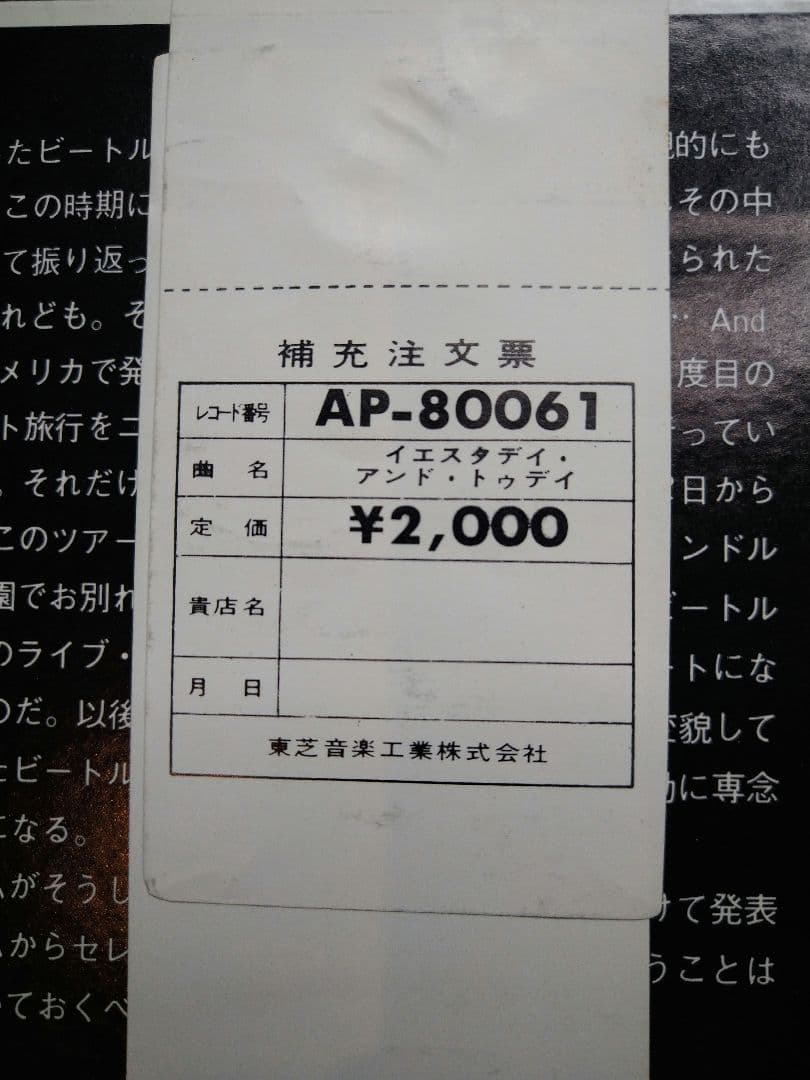 補充注文票
レコード番号 AP-80061
曲名 イエスタデイ・
アンド・トゥデイ
定価 ¥2,000
貴店名
月日
東芝音楽工業株式会社
たビートル
この時期に
て振り返っ
れども。そ
メリカで発
ト旅行を二
。それだけ
このツアー
園でお別れ
のライブ・
のだ。以後
たビートル
になる。
がそうし
からセレ
ておくべ
的にも
その中
られた
… And
度目の
ってい
2日から
ンドル
ビートル
ートにな
変貌して
に専念
けて発表
うことは